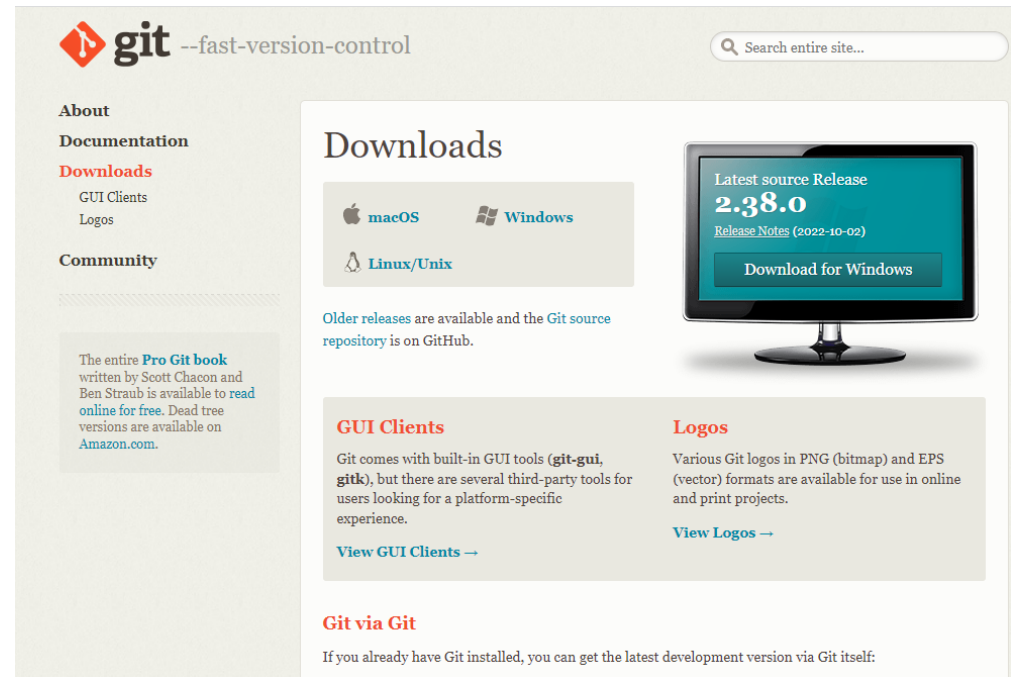 git --fast-version-control
Search entire site...
About
Documentation
Downloads
GUI Clients
Logos
Community
The entire Pro Git book
written by Scott Chacon and
Ben Straub is available to read
online for free. Dead tree
versions are available on
Amazon.com.
Downloads
macOS
Windows
Linux/Unix
Older releases are available and the Git source
repository is on GitHub.
Latest source Release
2.38.0
Release Notes (2022-10-02)
Download for Windows
GUI Clients
Git comes with built-in GUI tools (git-gui,
gitk), but there are several third-party tools for
users looking for a platform-specific
experience.
View GUI Clients →
Logos
Various Git logos in PNG (bitmap) and EPS
(vector) formats are available for use in online
and print projects.
View Logos →
Git via Git
If you already have Git installed, you can get the latest development version via Git itself: